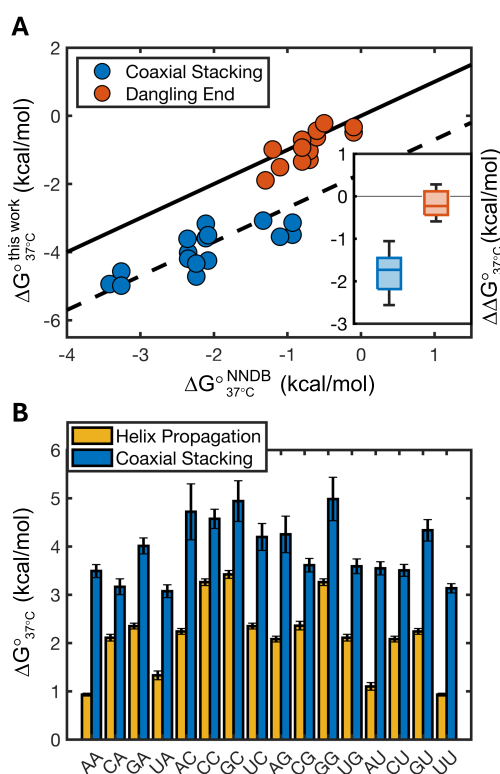 A
Coaxial Stacking
Dangling End
ΔG°37°C this work (kcal/mol)
2
0
-2
-4
-6
-4
-3
-2
-1
0
1
ΔG°37°C NNDB (kcal/mol)
1
0
-1
-2
-3
ΔΔG°37°C (kcal/mol)
B
Helix Propagation
Coaxial Stacking
ΔG°37°C (kcal/mol)
6
5
4
3
2
1
0
AA CA GA UA AC CC GC UC AG CG GG UG AU CU GU UU